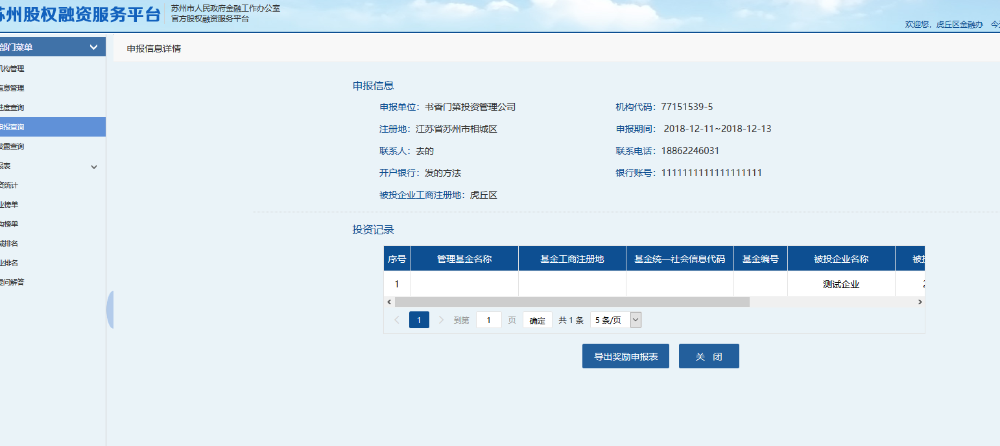 州股权融资服务平台
苏州市人民政府金融工作办公室
官方股权融资服务平台
欢迎您，虎丘区金融办 今
部门菜单
机构管理
信息管理
进度查询
申报查询
披露查询
报表
资统计
业榜单
构榜单
域排名
业排名
提问解答
申报信息详情
申报信息
申报单位：书香门第投资管理公司 机构代码：77151539-5
注册地：江苏省苏州市相城区 申报期间： 2018-12-11~2018-12-13
联系人：去的 联系电话：18862246031
开户银行：发的方法 银行账号：1111111111111111111
被投企业工商注册地：虎丘区
投资记录
序号 管理基金名称 基金工商注册地 基金统一社会信息代码 基金编号 被投企业名称 被
1 测试企业
1 到第 1 页 确定 共 1 条 5 条/页
导出奖励申报表 关 闭